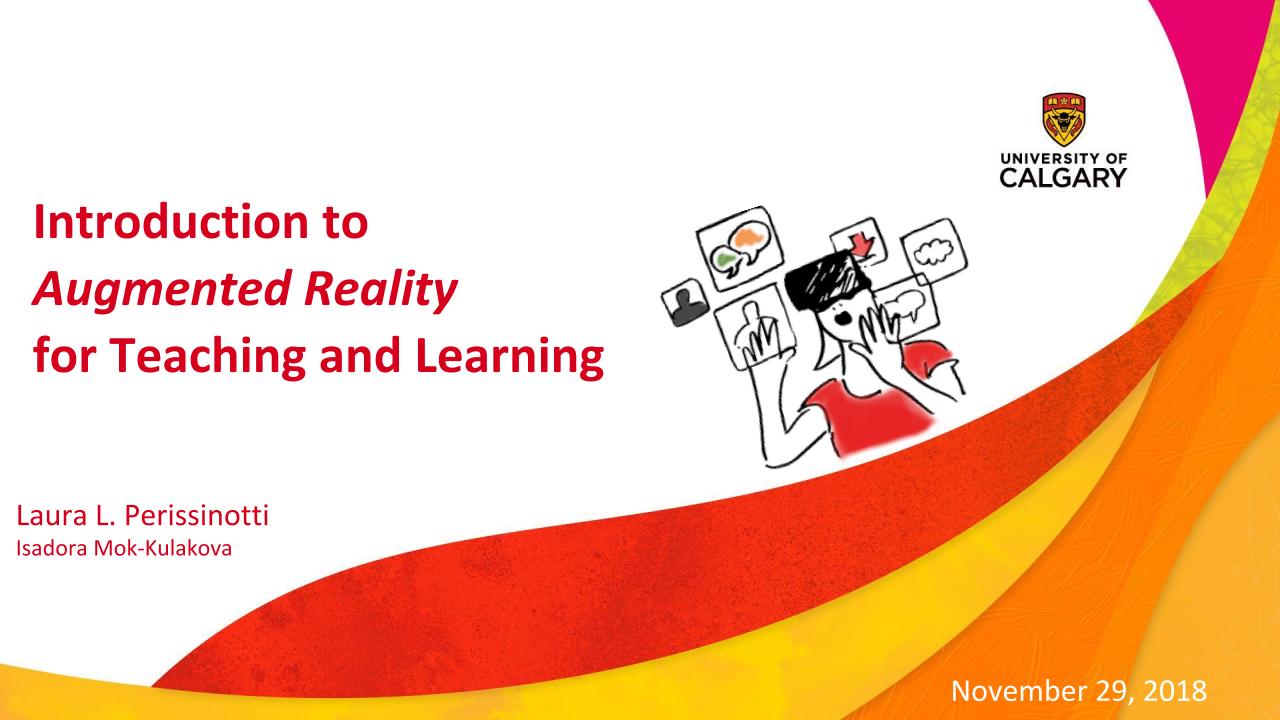 UNIVERSITY OF
CALGARY
Introduction to
Augmented Reality
for Teaching and Learning
Laura L. Perissinotti
Isadora Mok-Kulakova
November 29, 2018